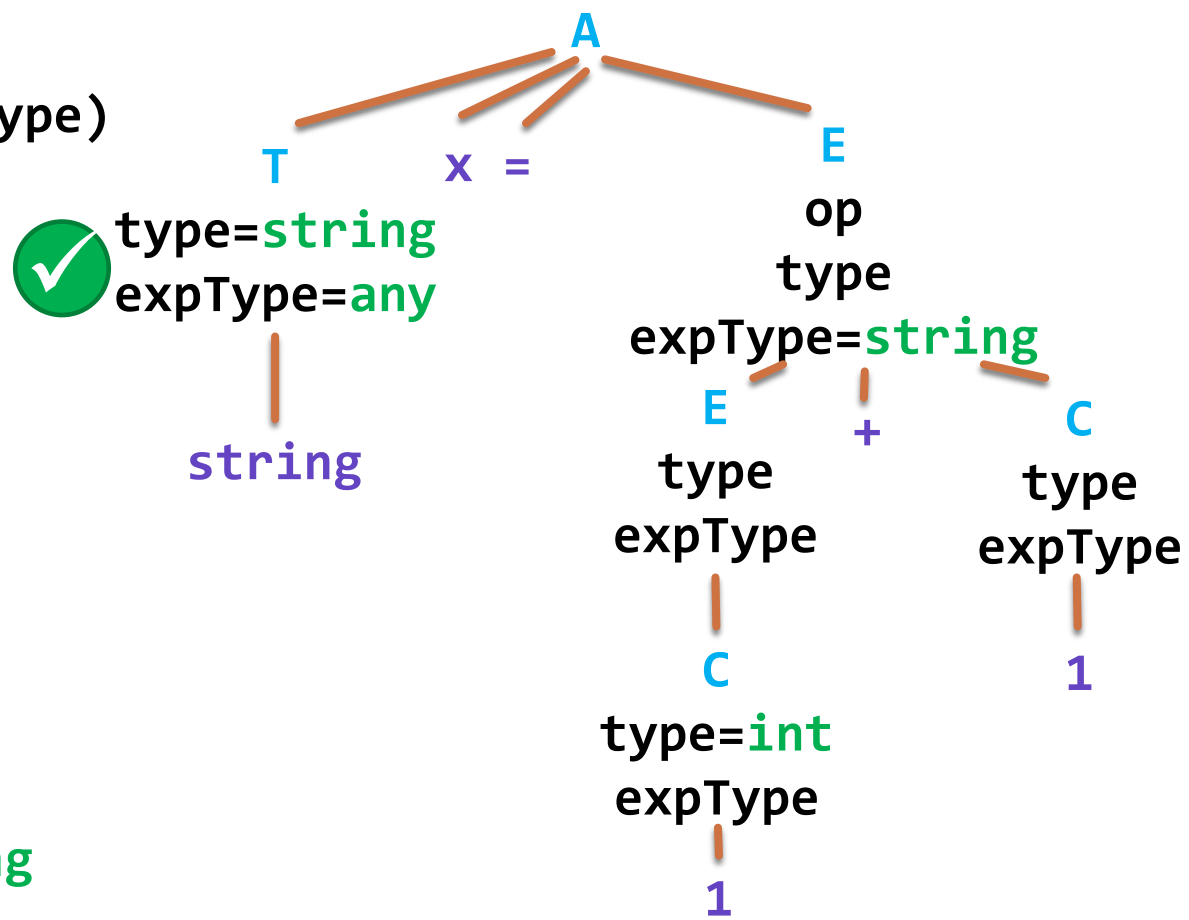 A
ype)
T
x =
E
type=string
expType=any
op
type
expType=string
string
E
+
C
type
expType
type
expType
C
1
type=int
expType
1
g